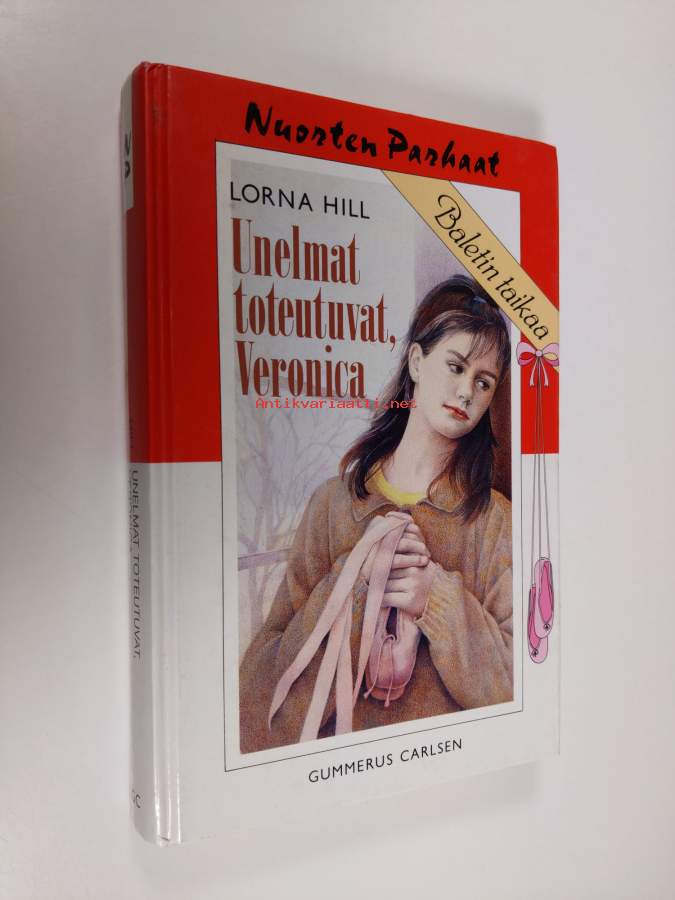 Nuorten Parhaat
LORNA HILL
Baletin taikaa
Unelmat
toteutuvat,
Veronica
Antikvariaatti.net
GUMMERUS CARLSEN
UNELMAT TOTEUTUVAT,